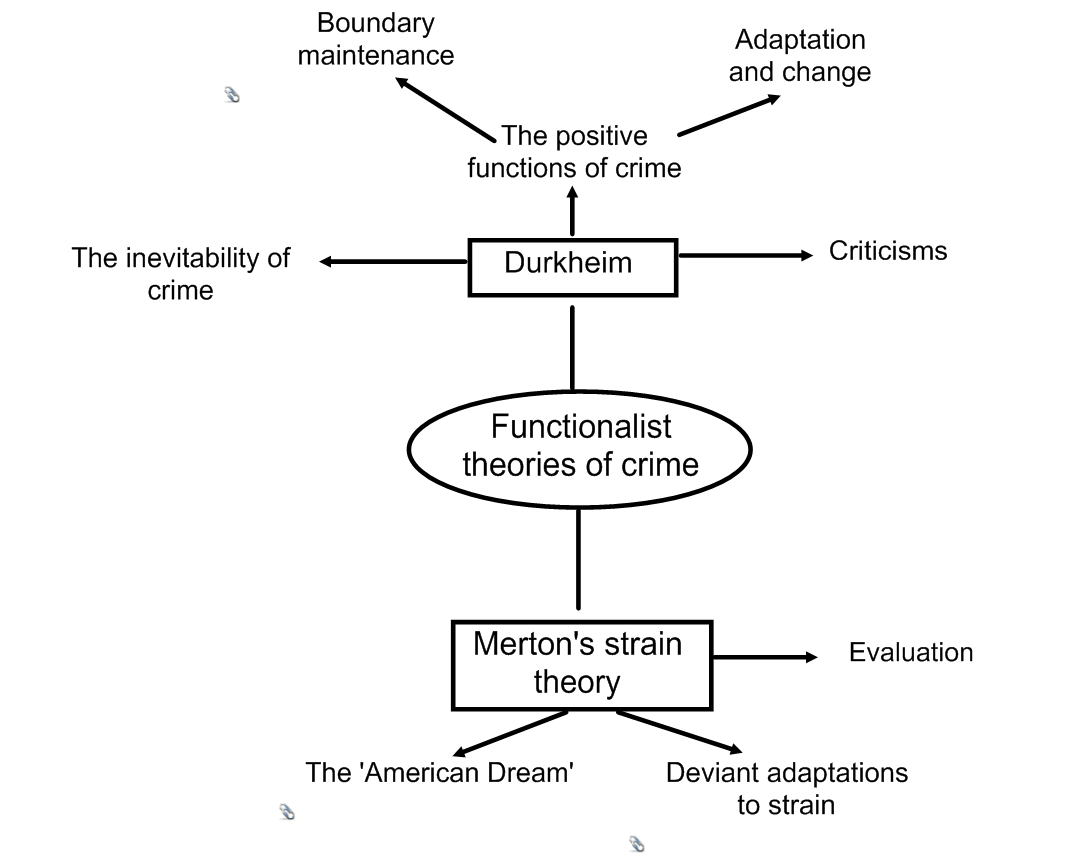 Boundary
maintenance
Adaptation
and change
The positive
functions of crime
The inevitability of
crime
Durkheim
Criticisms
Functionalist
theories of crime
Merton's strain
theory
Evaluation
The 'American Dream'
Deviant adaptations
to strain